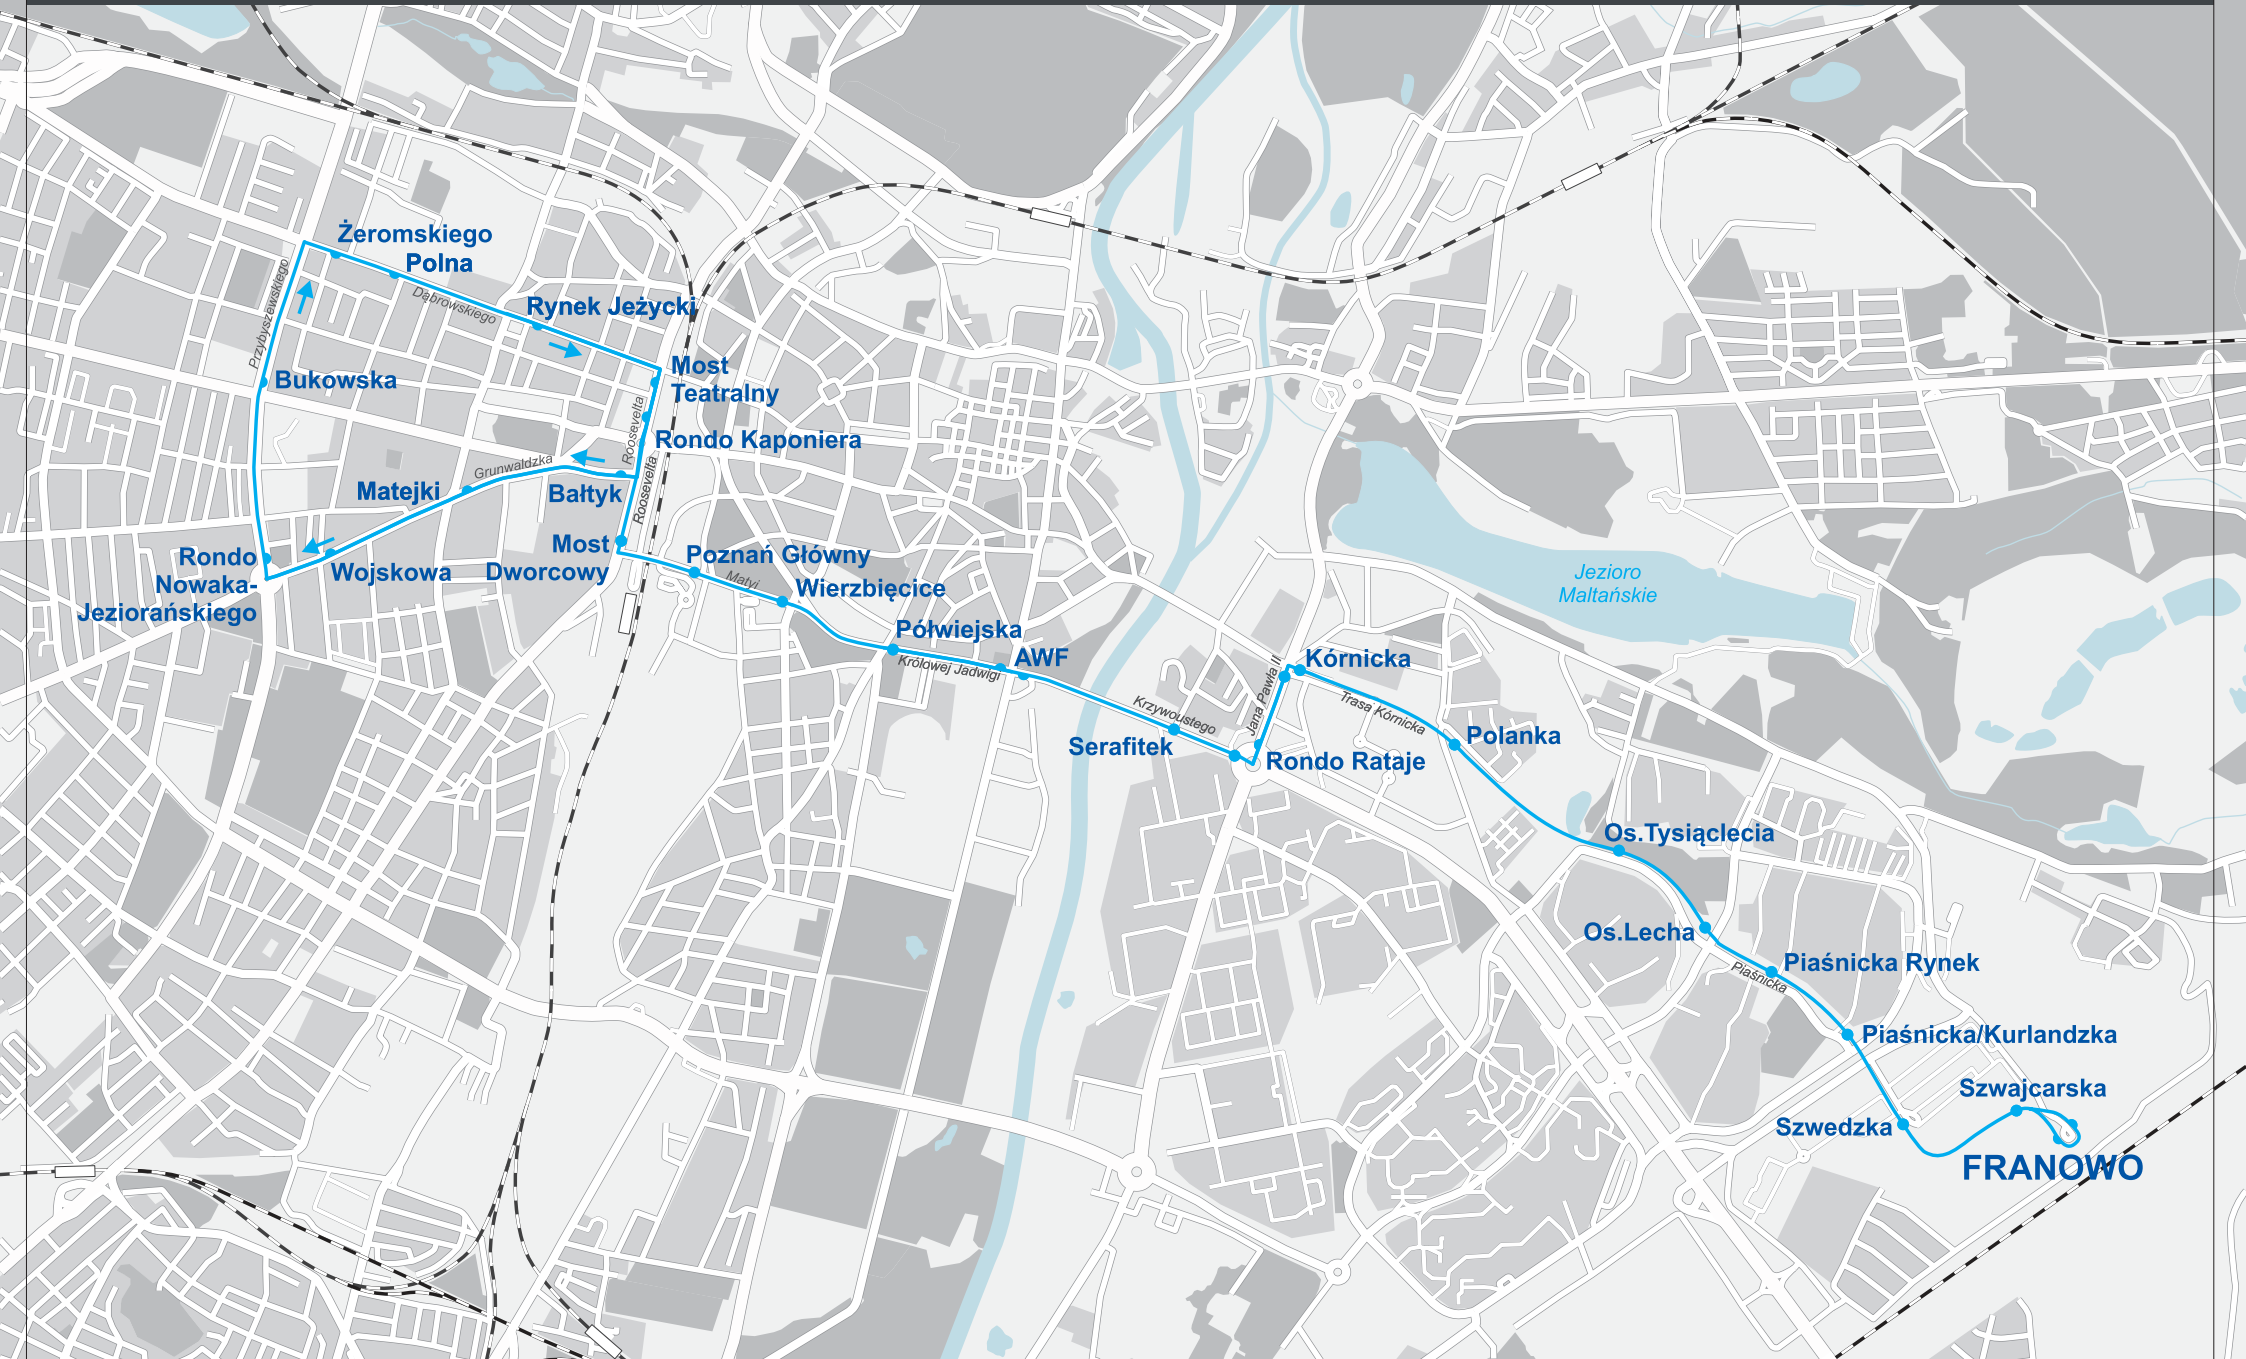 Żeromskiego
Polna
Przybyszewskiego
Dąbrowskiego
Rynek Jeżycki
Most
Teatralny
Bukowska
Roosevelta
Rondo Kaponiera
Grunwaldzka
Matejki
Bałtyk
Roosevelta
Rondo
Nowaka-
Jeziorańskiego
Wojskowa
Most
Dworcowy
Poznań Główny
Matyi
Wierzbięcice
Półwiejska
Królowej Jadwigi
AWF
Krzywoustego
Serafitek
Jana Pawła II
Rondo Rataje
Kórnicka
Trasa Kórnicka
Jezioro
Maltańskie
Polanka
Os.Tysiąclecia
Os.Lecha
Piaśnicka
Piaśnicka Rynek
Piaśnicka/Kurlandzka
Szwajcarska
Szwedzka
FRANOWO